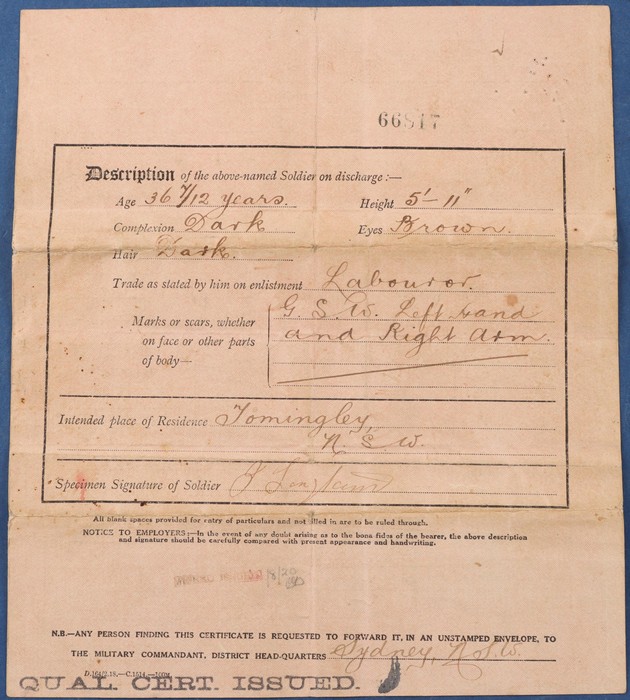 66917
Description of the above-named Soldier on discharge:—
Age 36 7/12 years. Height 5'-11"
Complexion Dark Eyes Brown.
Hair Dark.
Trade as stated by him on enlistment Labourer.
Marks or scars, whether on face or other parts of body— G. S. W. Left hand
and Right Arm.
Intended place of Residence Tomingley,
N. S. W.
Specimen Signature of Soldier
All blank spaces provided for entry of particulars and not filled in are to be ruled through.
NOTICE TO EMPLOYERS:—In the event of any doubt arising as to the bona fides of the bearer, the above description
and signature should be carefully compared with present appearance and handwriting.
N.B.—ANY PERSON FINDING THIS CERTIFICATE IS REQUESTED TO FORWARD IT, IN AN UNSTAMPED ENVELOPE, TO
THE MILITARY COMMANDANT, DISTRICT HEAD-QUARTERS Sydney, N.S.W.
QUAL. CERT. ISSUED.